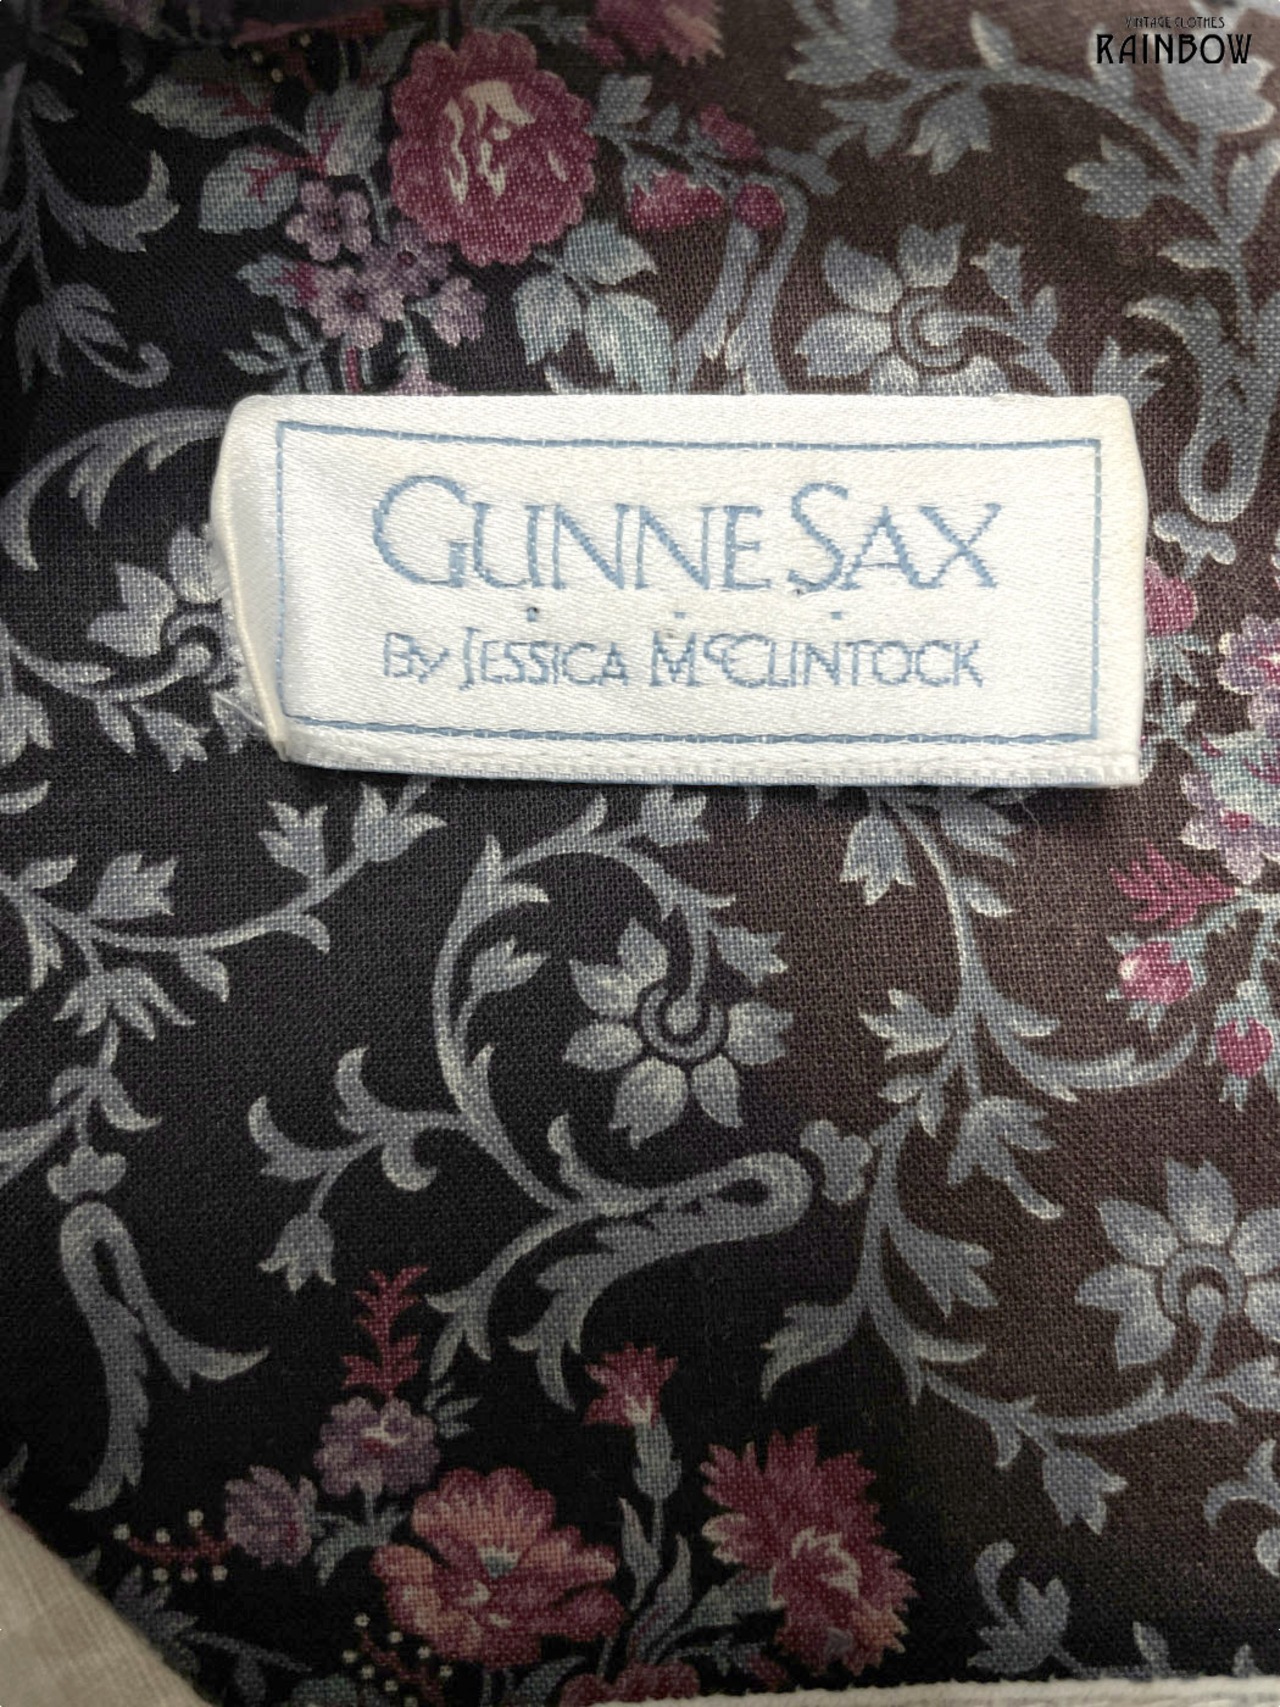 VINTAGE CLOTHES
RAINBOW
GUNNE SAX
BY JESSICA McCLINTOCK